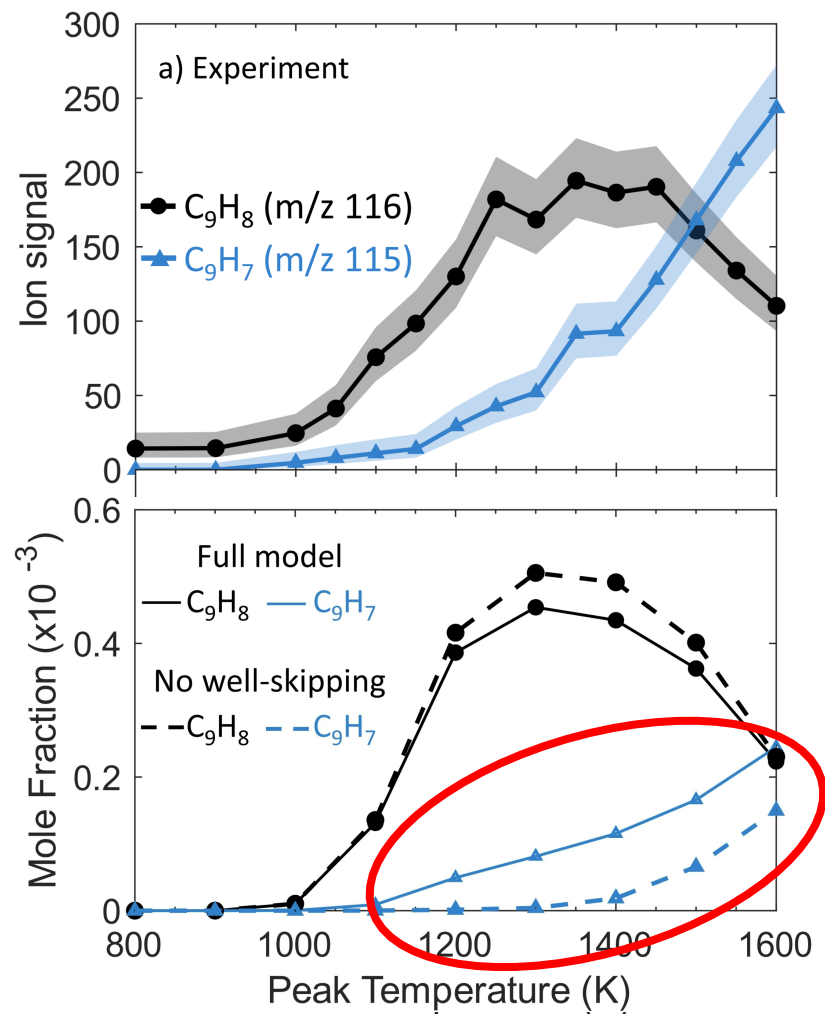 300
250
200
150
100
50
0
Ion signal
a) Experiment
C₉H₈ (m/z 116)
C₉H₇ (m/z 115)
0.6
0.4
0.2
0
Mole Fraction (x10 ⁻³)
Full model
C₉H₈ C₉H₇
No well-skipping
C₉H₈ C₉H₇
800 1000 1200 1400 1600
Peak Temperature (K)